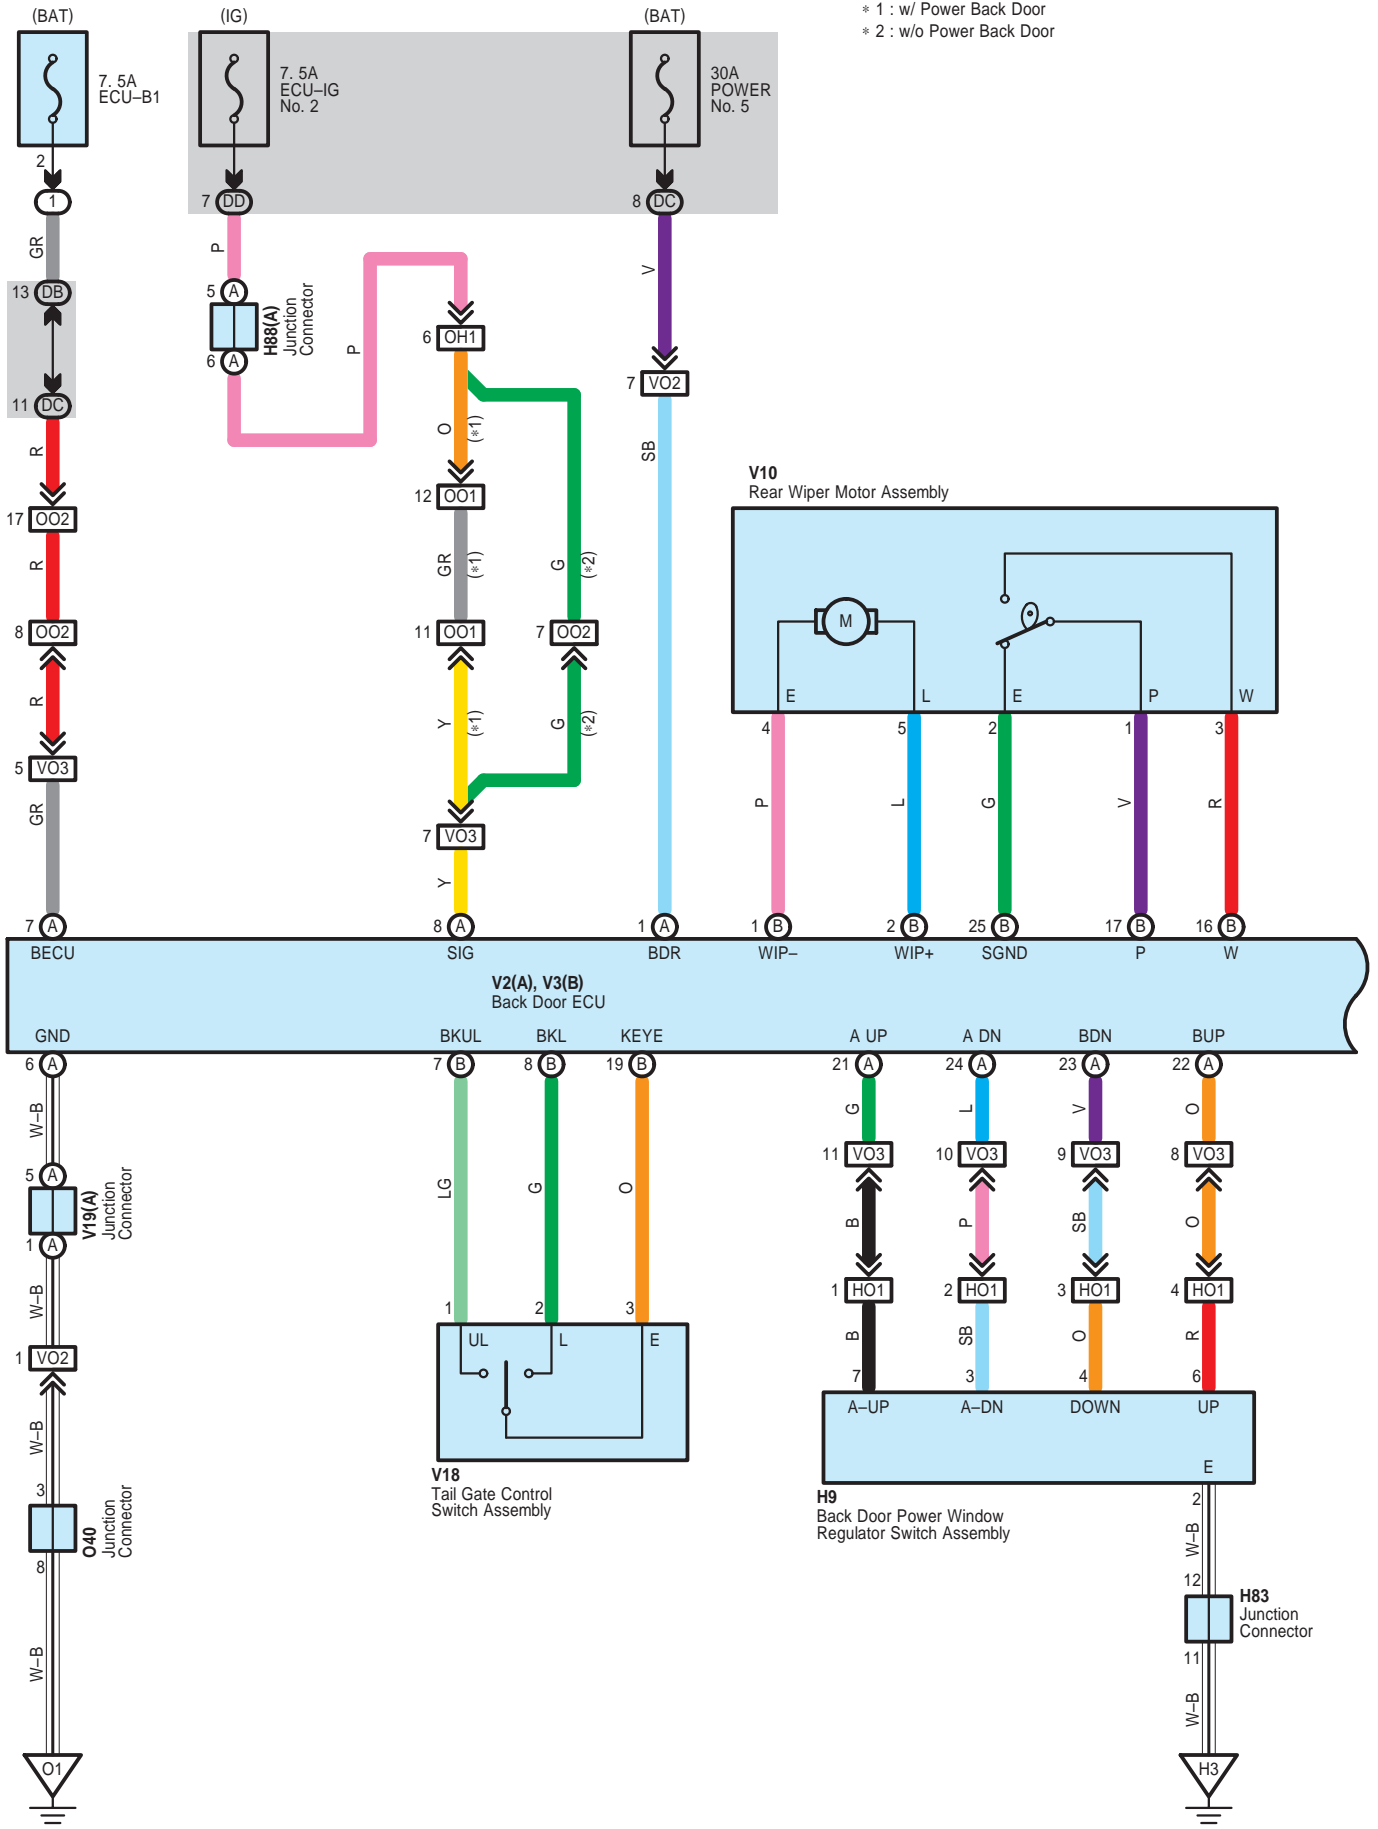 (BAT)
(IG)
(BAT)
∗ 1 : w/ Power Back Door
∗ 2 : w/o Power Back Door
7. 5A
ECU–B1
7. 5A
ECU–IG
No. 2
30A
POWER
No. 5
2
1
7 DD
8 DC
GR
P
V
13 DB
5 A
H88(A)
Junction
Connector
6 A
P
6 OH1
11 DC
7 VO2
R
O
(∗1)
SB
17 OO2
12 OO1
R
GR
(∗1)
G
(∗2)
8 OO2
11 OO1
7 OO2
R
Y
(∗1)
G
(∗2)
5 VO3
7 VO3
GR
Y
V10
Rear Wiper Motor Assembly
M
E
L
E
P
W
4
5
2
1
3
P
L
G
V
R
7 A
8 A
1 A
1 B
2 B
25 B
17 B
16 B
BECU
SIG
BDR
WIP–
WIP+
SGND
P
W
V2(A), V3(B)
Back Door ECU
GND
BKUL
BKL
KEYE
A UP
A DN
BDN
BUP
6 A
7 B
8 B
19 B
21 A
24 A
23 A
22 A
W–B
G
L
V
O
5 A
V19(A)
Junction
Connector
1 A
11 VO3
10 VO3
9 VO3
8 VO3
LG
G
O
B
P
SB
O
W–B
1 HO1
2 HO1
3 HO1
4 HO1
1
2
3
B
SB
O
R
1 VO2
UL
L
E
7
3
4
6
A–UP
A–DN
DOWN
UP
W–B
E
V18
Tail Gate Control
Switch Assembly
H9
Back Door Power Window
Regulator Switch Assembly
3
O40
Junction
Connector
8
2
W–B
12
H83
Junction
Connector
11
W–B
W–B
O1
H3